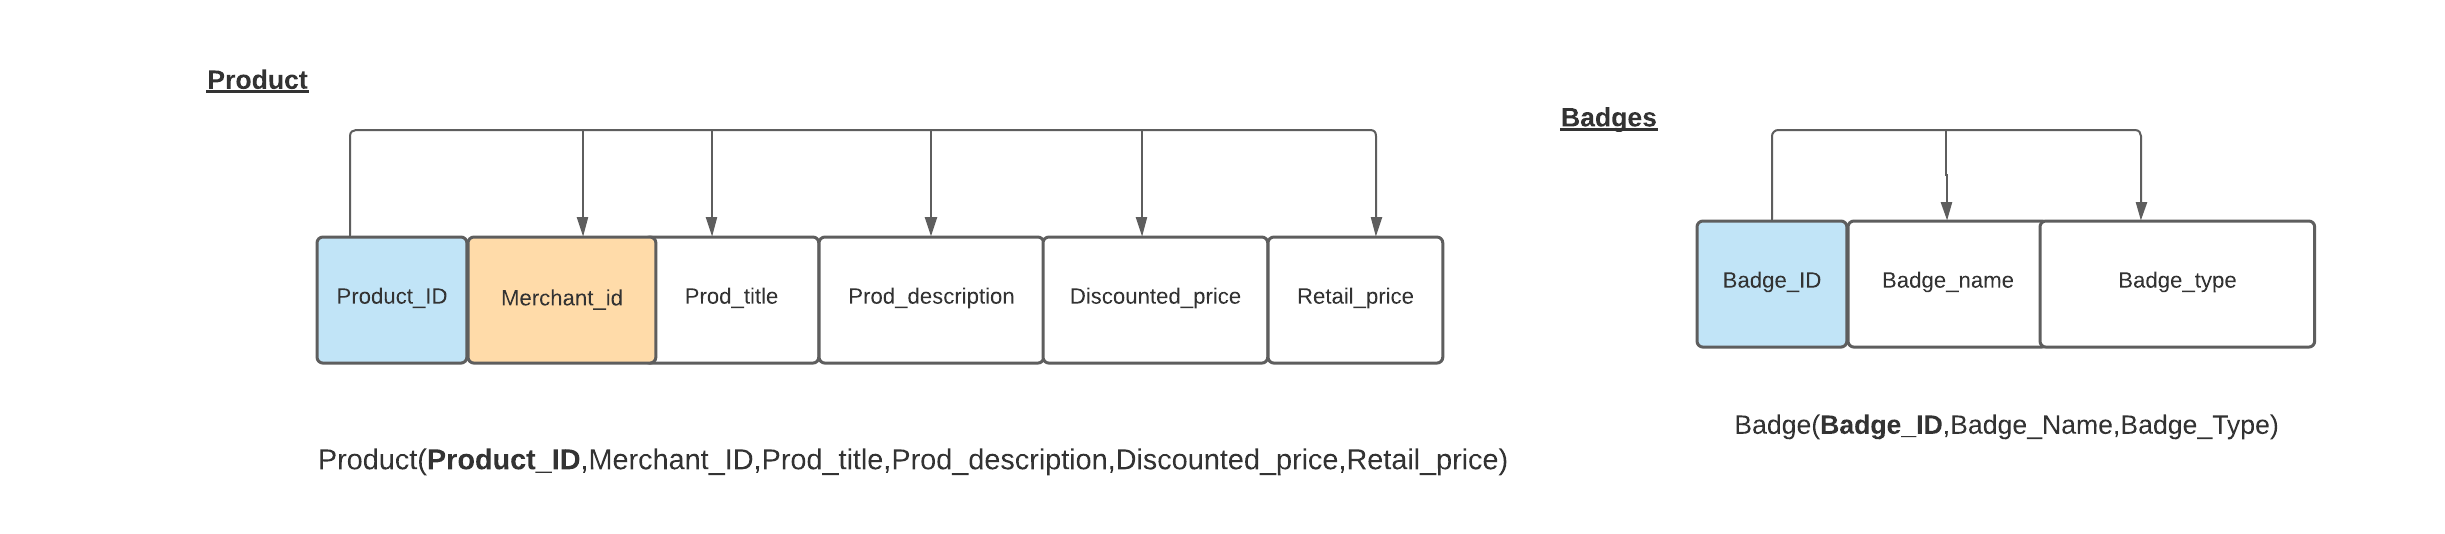 Product
Product_ID
Merchant_id
Prod_title
Prod_description
Discounted_price
Retail_price
Product(Product_ID,Merchant_ID,Prod_title,Prod_description,Discounted_price,Retail_price)
Badges
Badge_ID
Badge_name
Badge_type
Badge(Badge_ID,Badge_Name,Badge_Type)